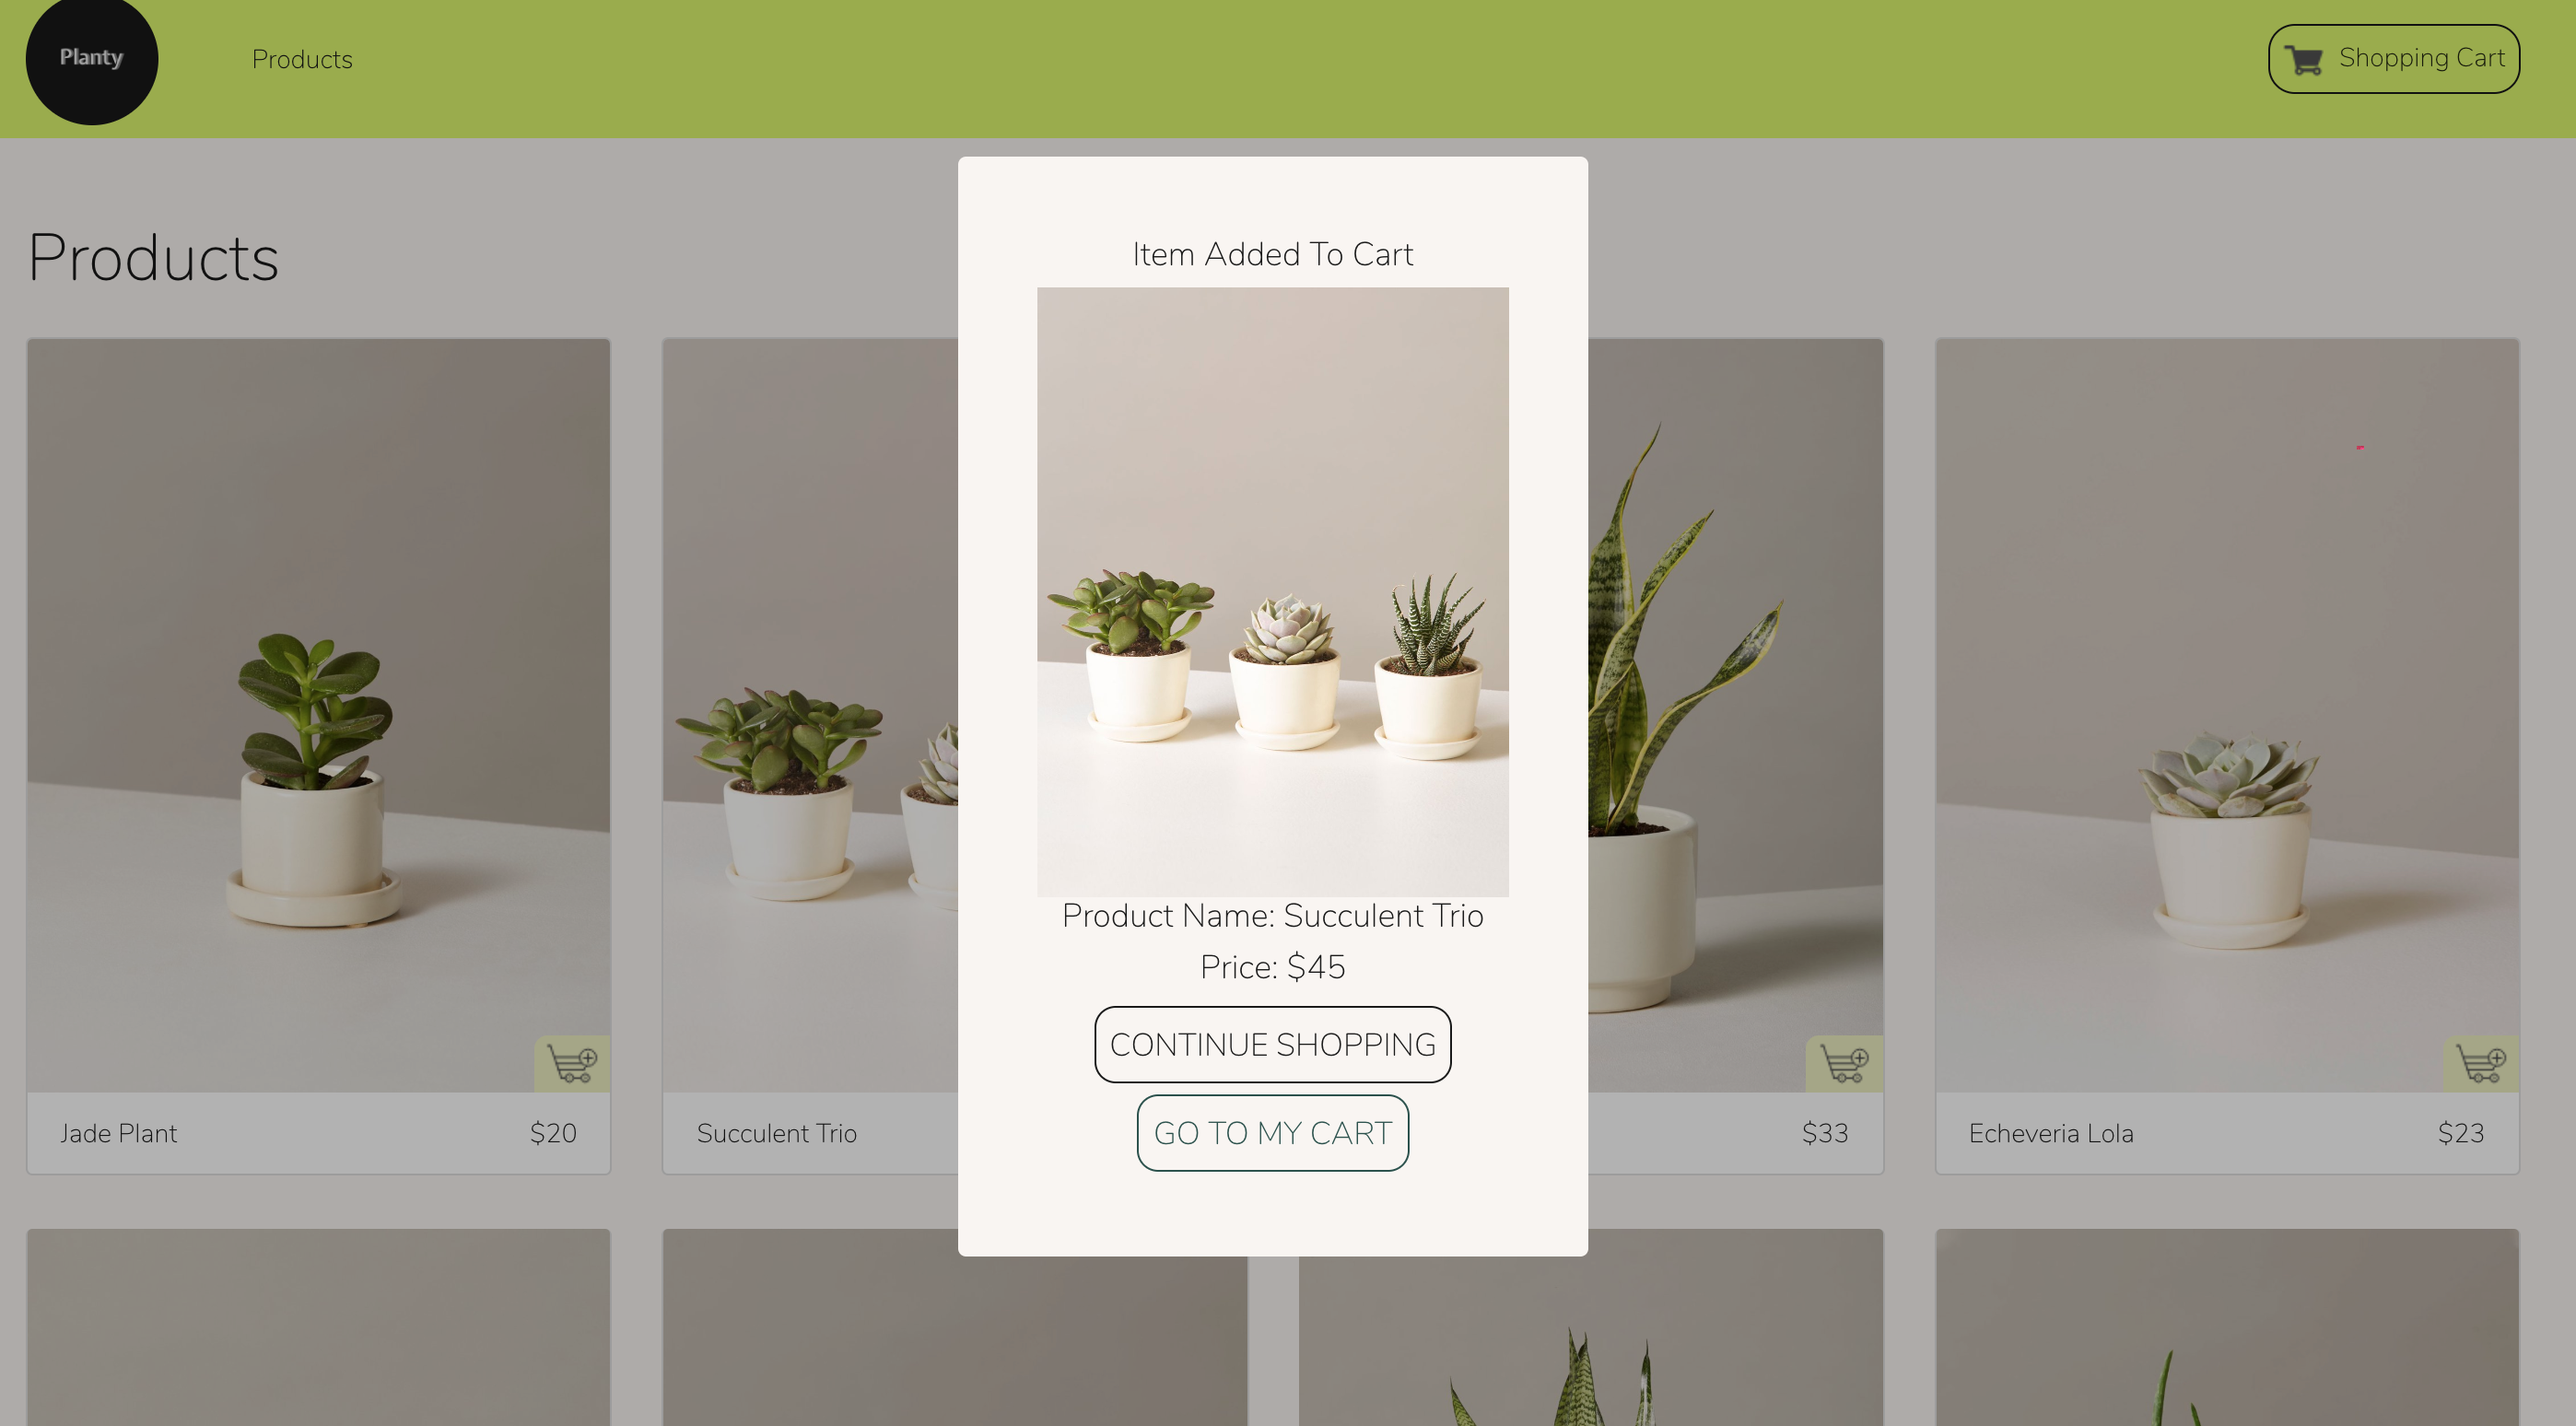 Planty
Products
Shopping Cart
Products
Item Added To Cart
Product Name: Succulent Trio
Price: $45
CONTINUE SHOPPING
GO TO MY CART
Jade Plant
$20
Succulent Trio
$33
Echeveria Lola
$23